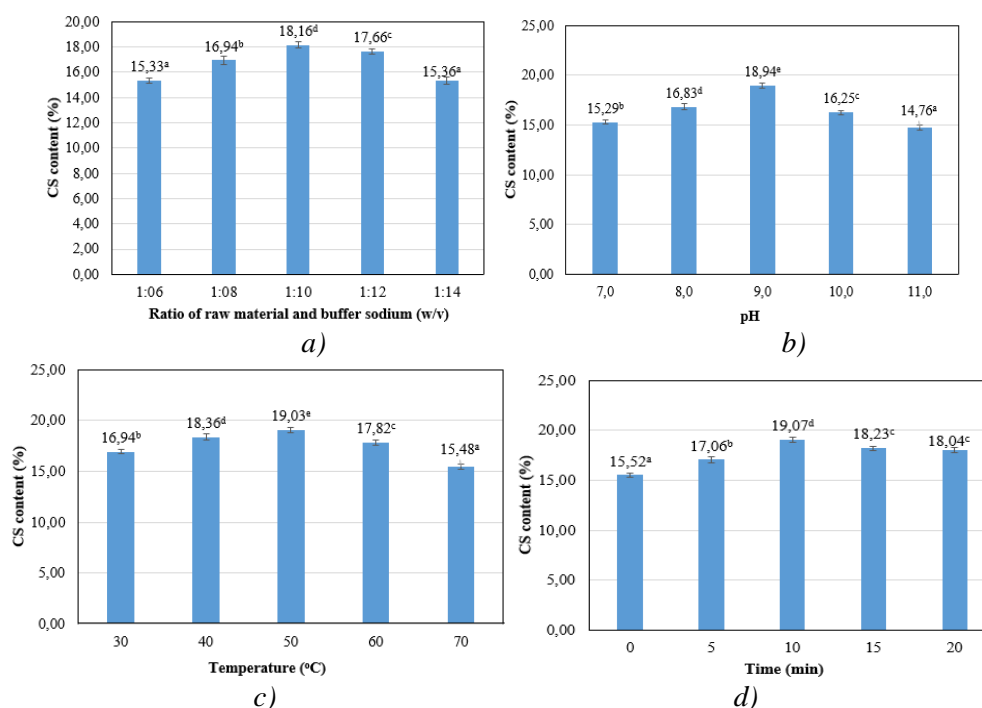 CS content (%)
20,00
18,00
16,00
14,00
12,00
10,00
8,00
6,00
4,00
2,00
0,00
15,33ᵃ
16,94ᵇ
18,16ᵈ
17,66ᶜ
15,36ᵃ
1:06 1:08 1:10 1:12 1:14
Ratio of raw material and buffer sodium (w/v)
a)
CS content (%)
25,00
20,00
15,00
10,00
5,00
0,00
15,29ᵇ
16,83ᵈ
18,94ᵉ
16,25ᶜ
14,76ᵃ
7,0 8,0 9,0 10,0 11,0
pH
b)
CS content (%)
25,00
20,00
15,00
10,00
5,00
0,00
16,94ᵇ
18,36ᵈ
19,03ᵉ
17,82ᶜ
15,48ᵃ
30 40 50 60 70
Temperature (ᵒC)
c)
CS content (%)
25,00
20,00
15,00
10,00
5,00
0,00
15,52ᵃ
17,06ᵇ
19,07ᵈ
18,23ᶜ
18,04ᶜ
0 5 10 15 20
Time (min)
d)